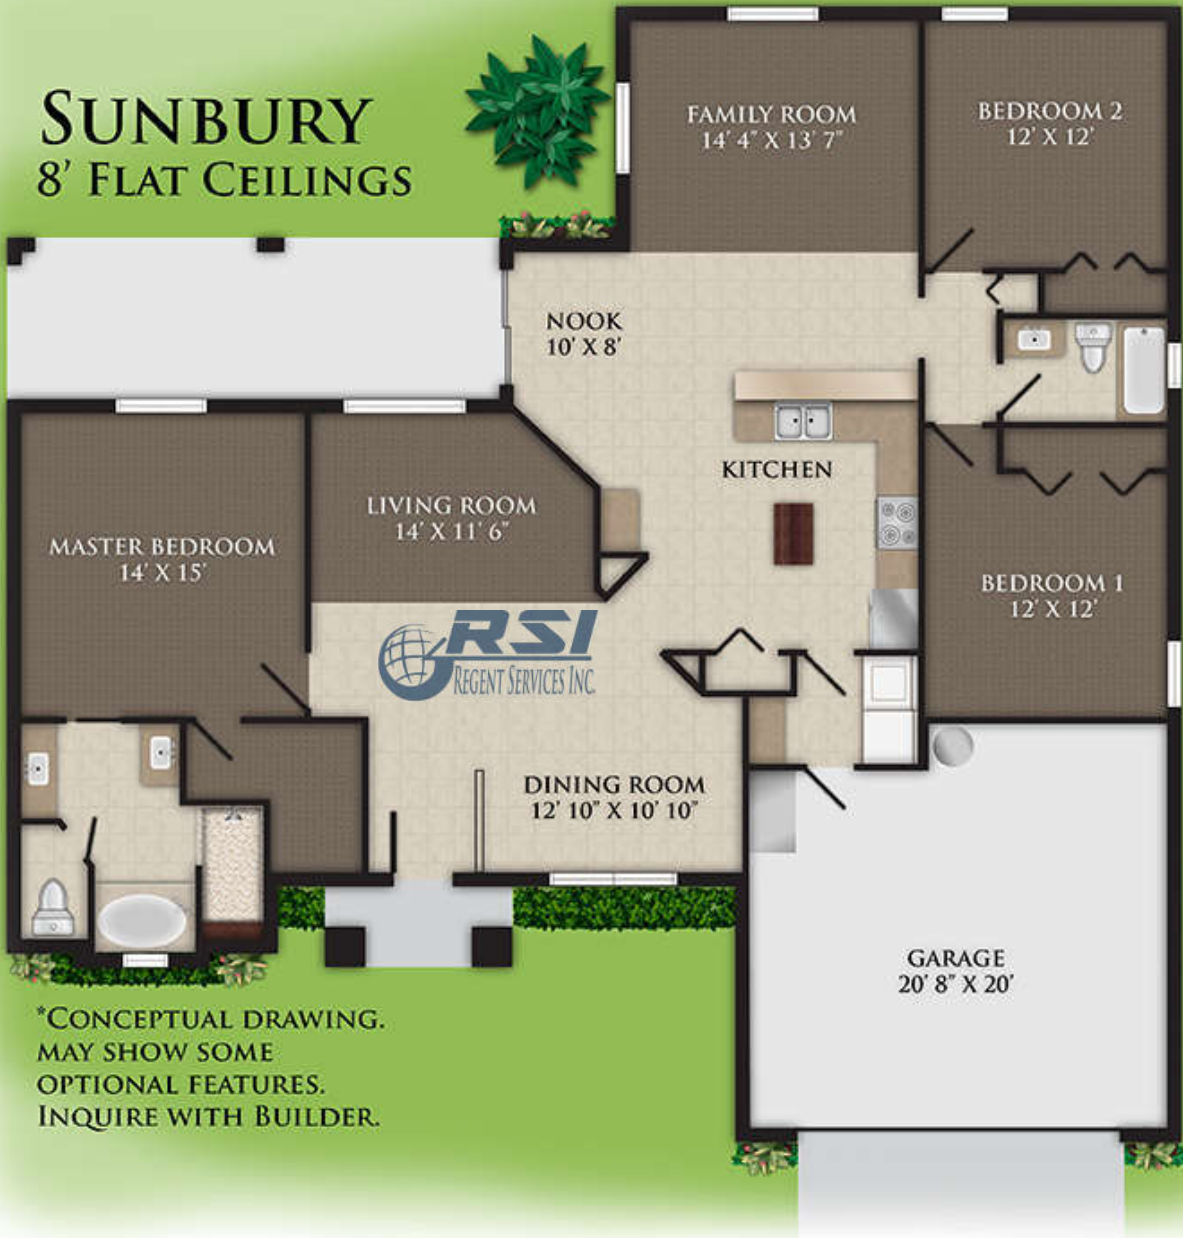 SUNBURY
8' FLAT CEILINGS
FAMILY ROOM
14' 4" X 13' 7"
BEDROOM 2
12' X 12'
NOOK
10' X 8'
KITCHEN
LIVING ROOM
14' X 11' 6"
MASTER BEDROOM
14' X 15'
BEDROOM 1
12' X 12'
RSI
REGENT SERVICES INC.
DINING ROOM
12' 10" X 10' 10"
GARAGE
20' 8" X 20'
*CONCEPTUAL DRAWING.
MAY SHOW SOME
OPTIONAL FEATURES.
INQUIRE WITH BUILDER.